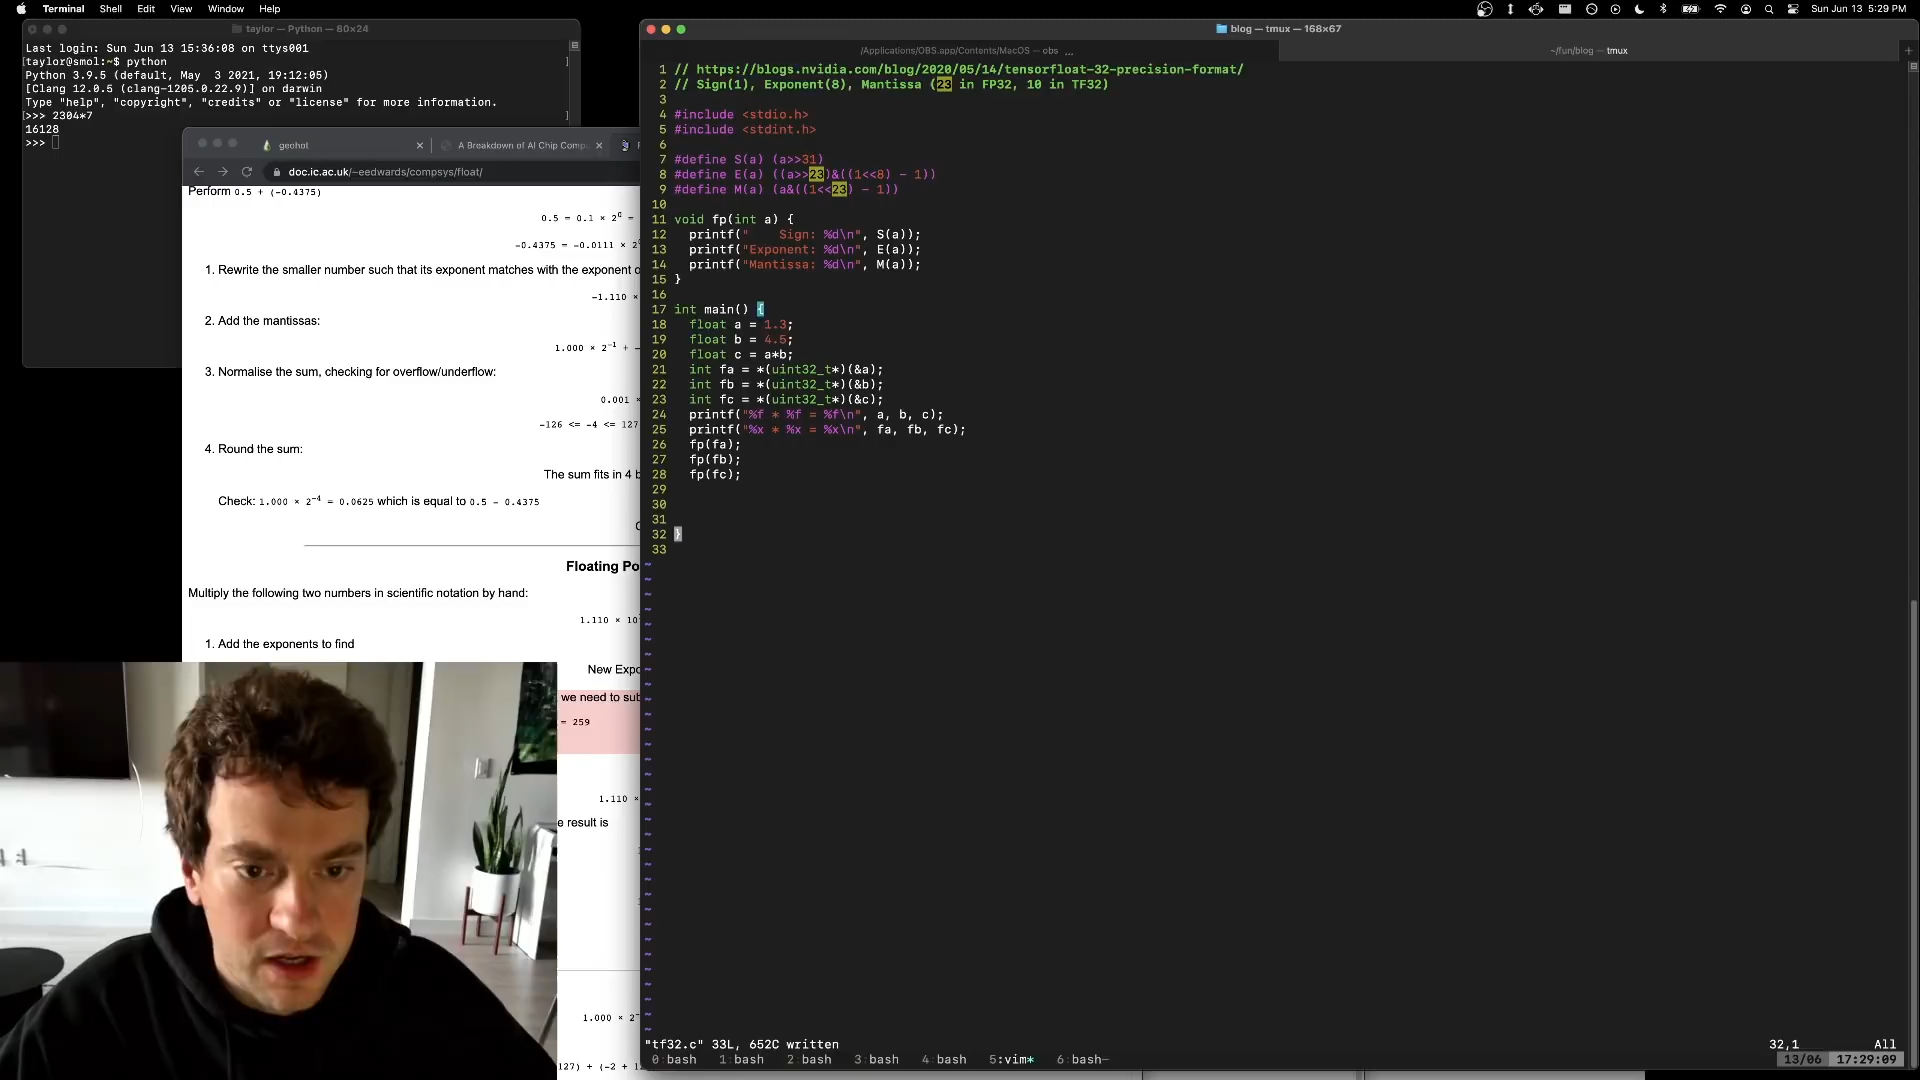 Terminal Shell Edit View Window Help
Sun Jun 13 5:29 PM
taylor — Python — 80×24
Last login: Sun Jun 13 15:36:08 on ttys001
[taylor@smol:~$ python ]
Python 3.9.5 (default, May  3 2021, 19:12:05)
[Clang 12.0.5 (clang-1205.0.22.9)] on darwin
Type "help", "copyright", "credits" or "license" for more information.
[>>> 2304*7 ]
16128
>>>
geohot
A Breakdown of AI Chip Comp
doc.ic.ac.uk/~eedwards/compsys/float/
Perform 0.5 + (-0.4375)
0.5 = 0.1 × 2⁰ =
-0.4375 = -0.0111 × 2
1. Rewrite the smaller number such that its exponent matches with the exponent o
-1.110 ×
2. Add the mantissas:
1.000 × 2⁻¹ + -
3. Normalise the sum, checking for overflow/underflow:
0.001 ×
-126 <= -4 <= 127
4. Round the sum:
The sum fits in 4 b
Check: 1.000 × 2⁻⁴ = 0.0625 which is equal to 0.5 - 0.4375
Floating Po
Multiply the following two numbers in scientific notation by hand:
1.110 × 10
1. Add the exponents to find
New Expo
we need to sub
= 259
1.110 ×
e result is
1.000 × 2⁻
127) + (-2 + 12
blog — tmux — 168×67
/Applications/OBS.app/Contents/MacOS — obs ...
~/fun/blog — tmux
1 // https://blogs.nvidia.com/blog/2020/05/14/tensorfloat-32-precision-format/
2 // Sign(1), Exponent(8), Mantissa (23 in FP32, 10 in TF32)
3
4 #include <stdio.h>
5 #include <stdint.h>
6
7 #define S(a) (a>>31)
8 #define E(a) ((a>>23)&((1<<8) - 1))
9 #define M(a) (a&((1<<23) - 1))
10
11 void fp(int a) {
12   printf("    Sign: %d\n", S(a));
13   printf("Exponent: %d\n", E(a));
14   printf("Mantissa: %d\n", M(a));
15 }
16
17 int main() {
18   float a = 1.3;
19   float b = 4.5;
20   float c = a*b;
21   int fa = *(uint32_t*)(&a);
22   int fb = *(uint32_t*)(&b);
23   int fc = *(uint32_t*)(&c);
24   printf("%f * %f = %f\n", a, b, c);
25   printf("%x * %x = %x\n", fa, fb, fc);
26   fp(fa);
27   fp(fb);
28   fp(fc);
29
30
31
32 }
33
"tf32.c" 33L, 652C written
32,1
All
0:bash 1:bash 2:bash 3:bash 4:bash 5:vim* 6:bash-
13/06 17:29:09